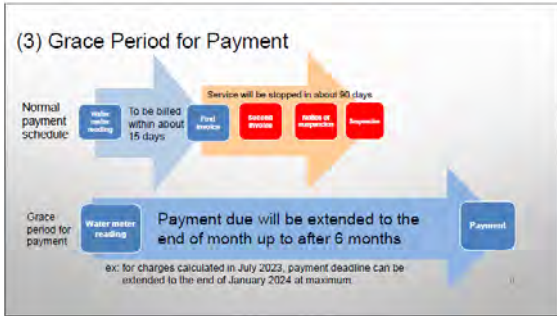 (3) Grace Period for Payment
Service will be stopped in about 90 days
Normal
payment
schedule
Water
meter
reading
To be billed
within about
15 days
First
invoice
Second
invoice
Notice of
suspension
Suspension
Grace
period for
payment
Water meter
reading
Payment due will be extended to the
end of month up to after 6 months
Payment
ex: for charges calculated in July 2023, payment deadline can be
extended to the end of January 2024 at maximum.